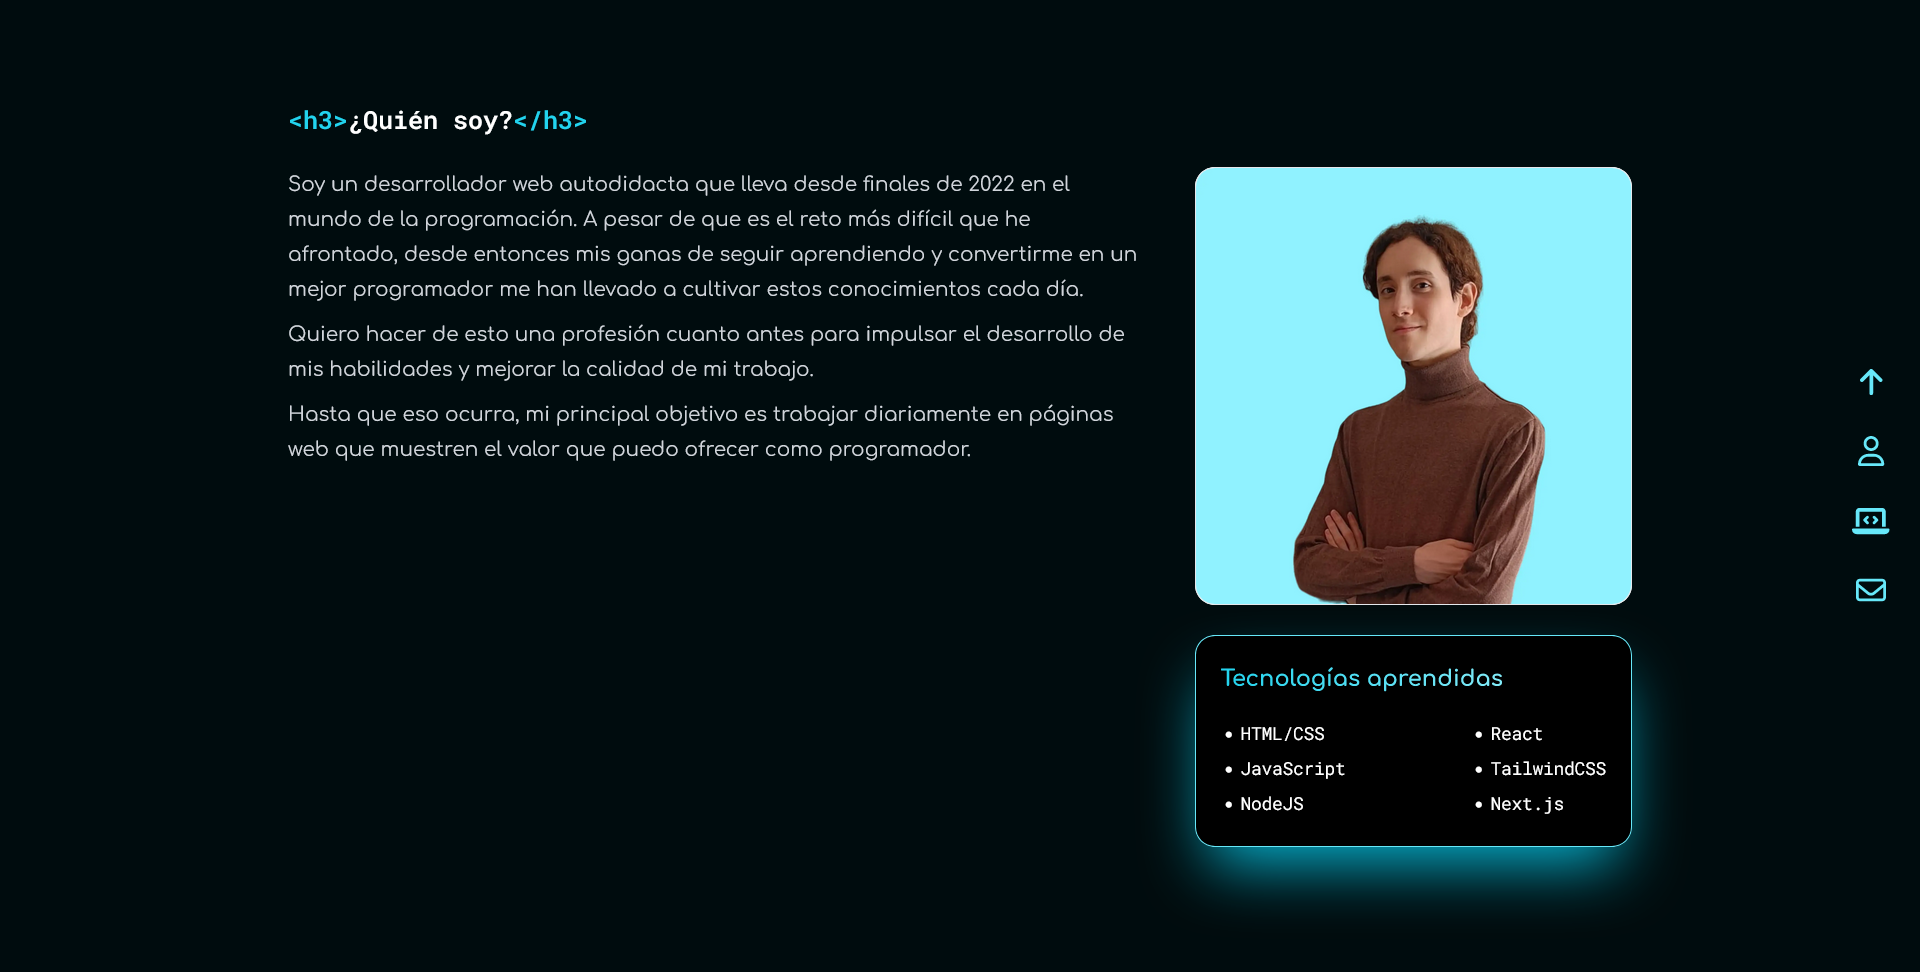 <h3>¿Quién soy?</h3>
Soy un desarrollador web autodidacta que lleva desde finales de 2022 en el
mundo de la programación. A pesar de que es el reto más difícil que he
afrontado, desde entonces mis ganas de seguir aprendiendo y convertirme en un
mejor programador me han llevado a cultivar estos conocimientos cada día.
Quiero hacer de esto una profesión cuanto antes para impulsar el desarrollo de
mis habilidades y mejorar la calidad de mi trabajo.
Hasta que eso ocurra, mi principal objetivo es trabajar diariamente en páginas
web que muestren el valor que puedo ofrecer como programador.
Tecnologías aprendidas
• HTML/CSS
• JavaScript
• NodeJS
• React
• TailwindCSS
• Next.js